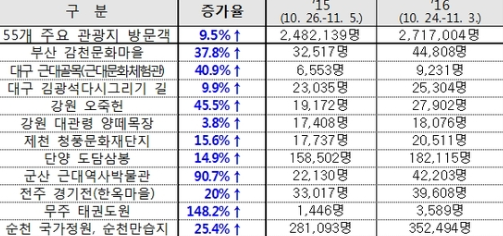 구 분 증가율 '15 (10. 26.-11. 5.) '16 (10. 24.-11. 3.)
55개 주요 관광지 방문객 9.5% ↑ 2,482,139명 2,717,004명
부산 감천문화마을 37.8% ↑ 32,517명 44,808명
대구 근대골목(근대문화체험관) 40.9% ↑ 6,553명 9,231명
대구 김광석다시그리기 길 9.9% ↑ 23,035명 25,304명
강원 오죽헌 45.5% ↑ 19,172명 27,902명
강원 대관령 양떼목장 3.8% ↑ 17,408명 18,076명
제천 청풍문화재단지 15.6% ↑ 17,737명 20,511명
단양 도담삼봉 14.9% ↑ 158,502명 182,115명
군산 근대역사박물관 90.7% ↑ 22,130명 42,203명
전주 경기전(한옥마을) 20% ↑ 33,017명 39,608명
무주 태권도원 148.2% ↑ 1,446명 3,589명
순천 국가정원, 순천만습지 25.4% ↑ 281,093명 352,494명